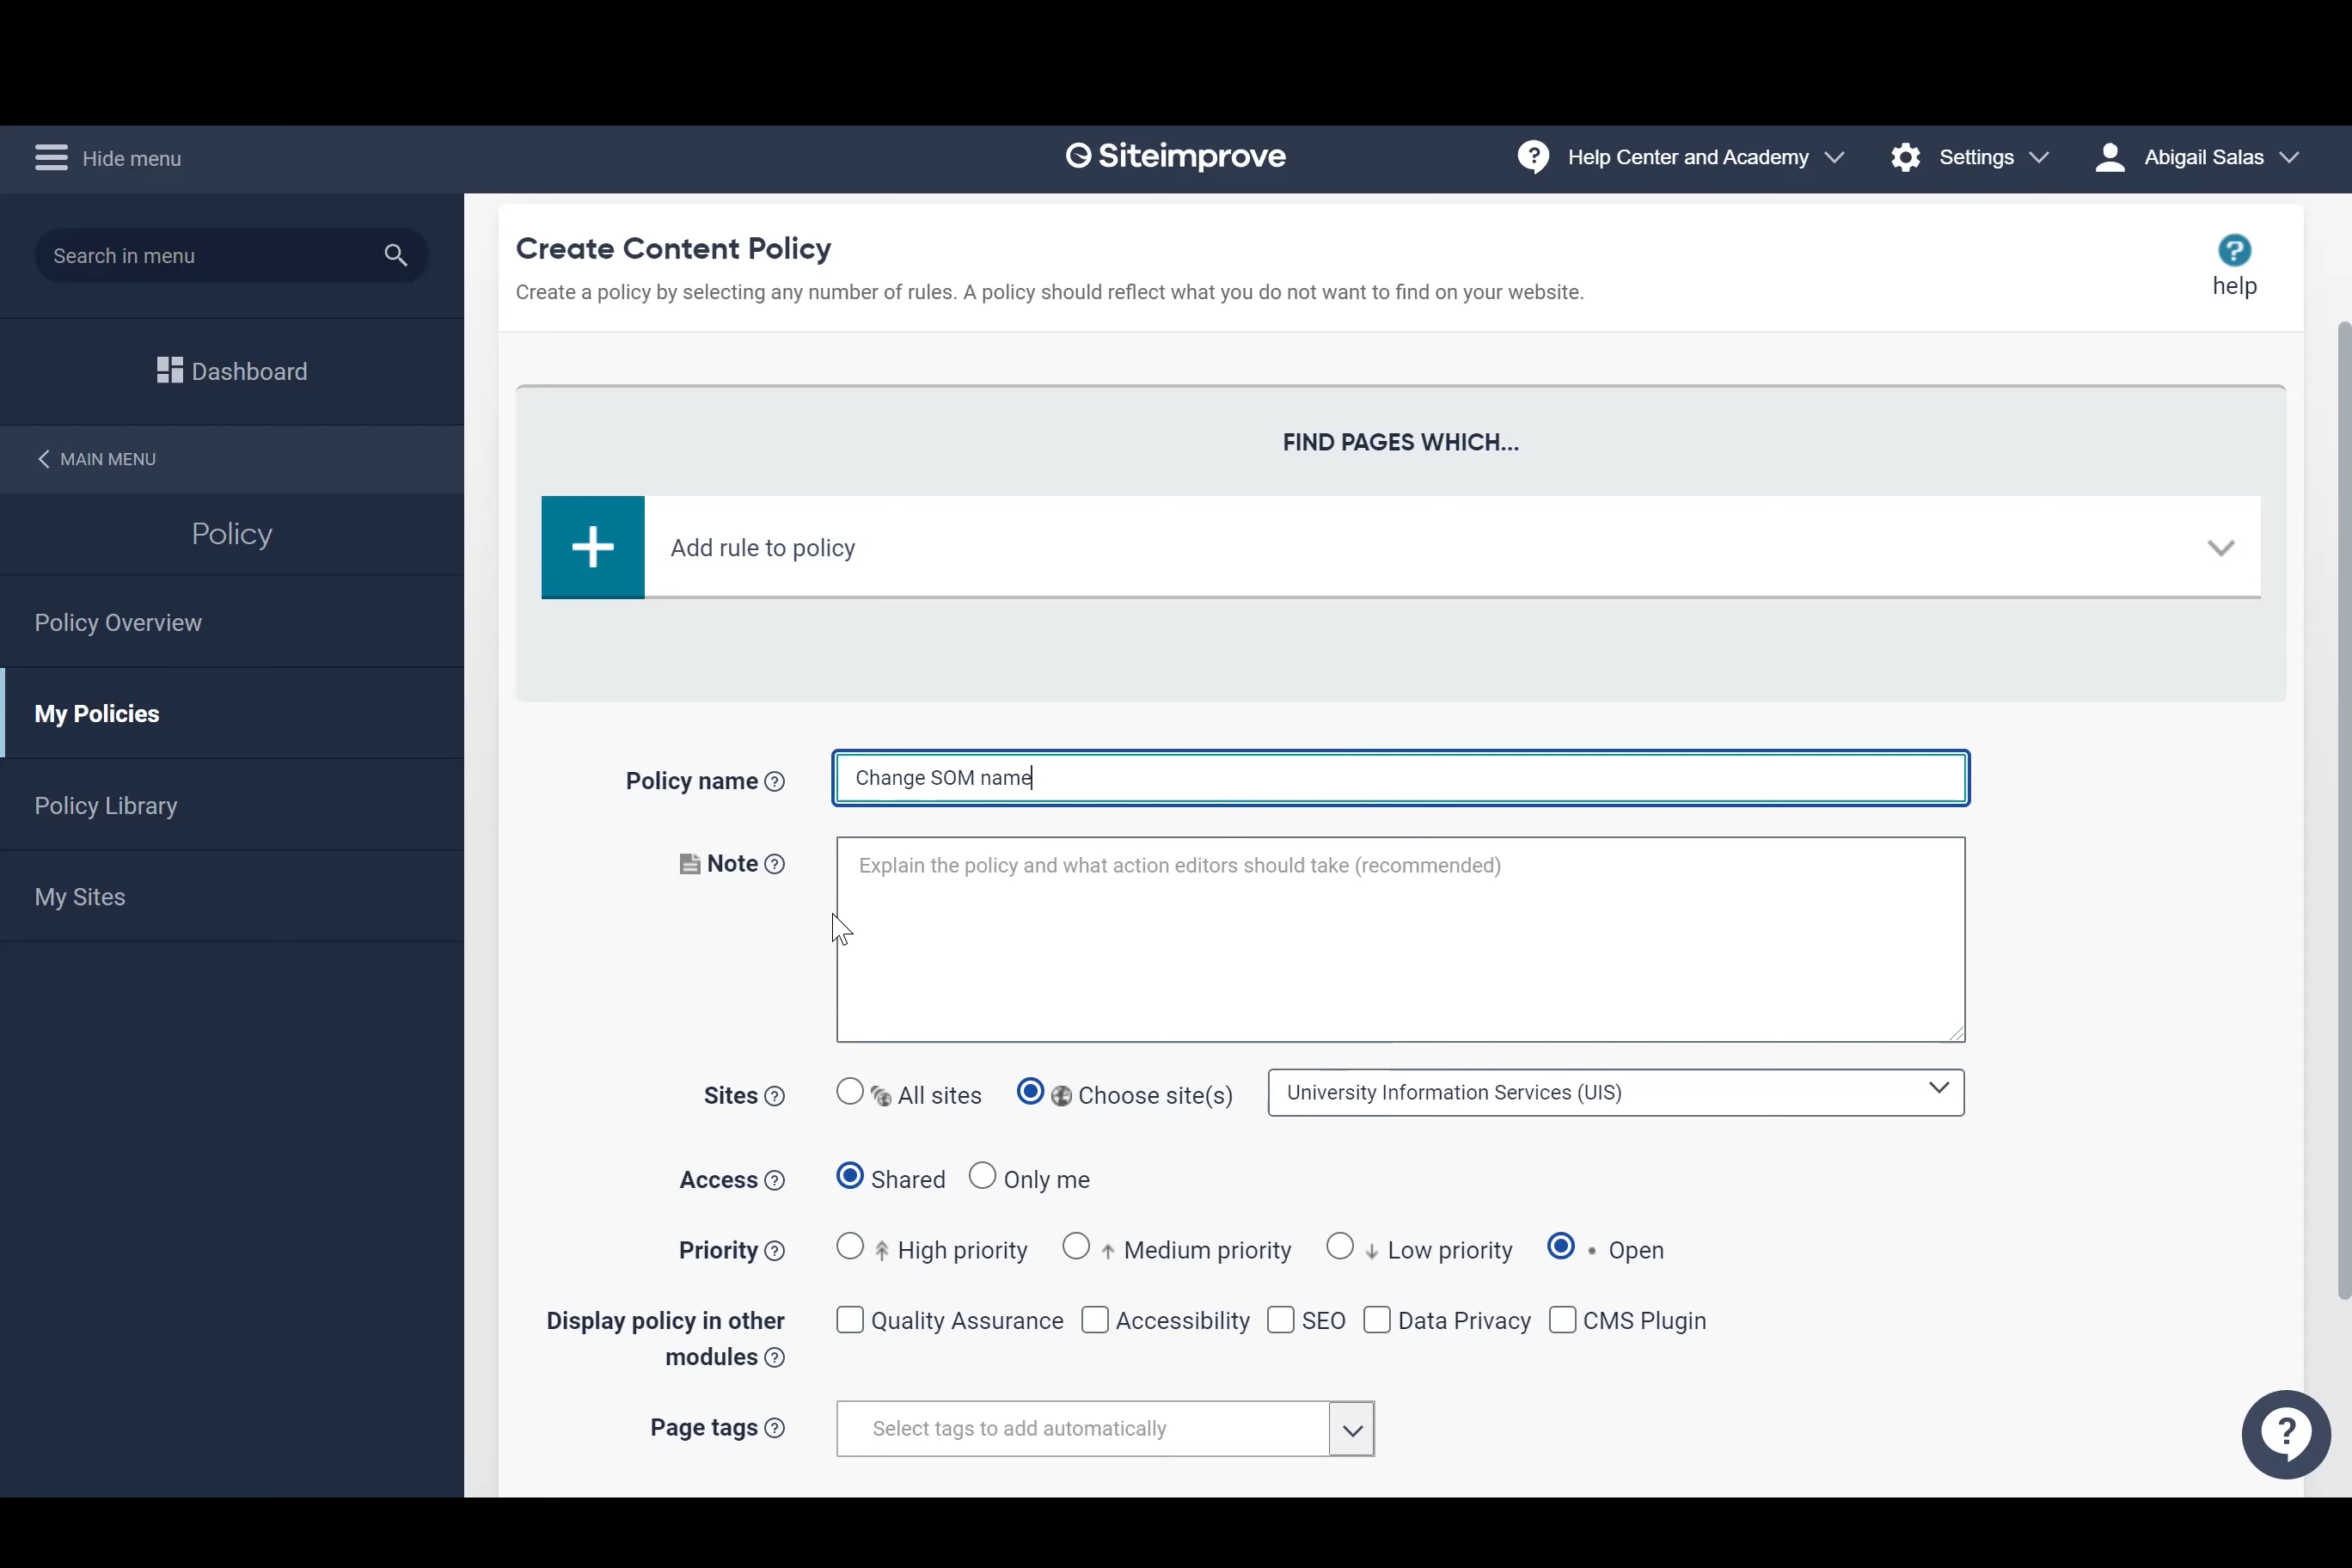 Hide menu
Siteimprove
Help Center and Academy
Settings
Abigail Salas
Search in menu
Dashboard
MAIN MENU
Policy
Policy Overview
My Policies
Policy Library
My Sites
Create Content Policy
Create a policy by selecting any number of rules. A policy should reflect what you do not want to find on your website.
help
FIND PAGES WHICH...
Add rule to policy
Policy name
Change SOM name
Note
Explain the policy and what action editors should take (recommended)
Sites
All sites
Choose site(s)
University Information Services (UIS)
Access
Shared
Only me
Priority
High priority
Medium priority
Low priority
Open
Display policy in other
modules
Quality Assurance
Accessibility
SEO
Data Privacy
CMS Plugin
Page tags
Select tags to add automatically